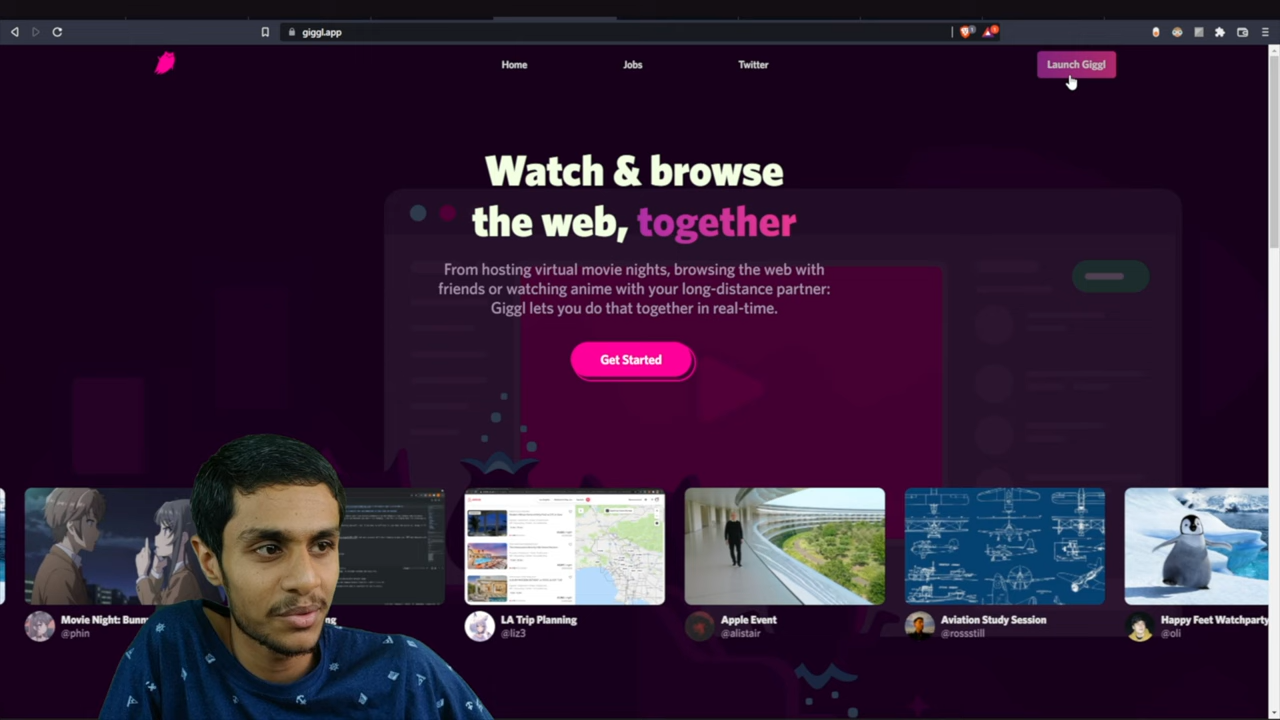 giggl.app
Home
Jobs
Twitter
Launch Giggl
Watch & browse
the web, together
From hosting virtual movie nights, browsing the web with
friends or watching anime with your long-distance partner:
Giggl lets you do that together in real-time.
Get Started
Movie Night:
@phin
LA Trip Planning
@liz3
Apple Event
@alistair
Aviation Study Session
@rossstill
Happy Feet Watchparty
@oli